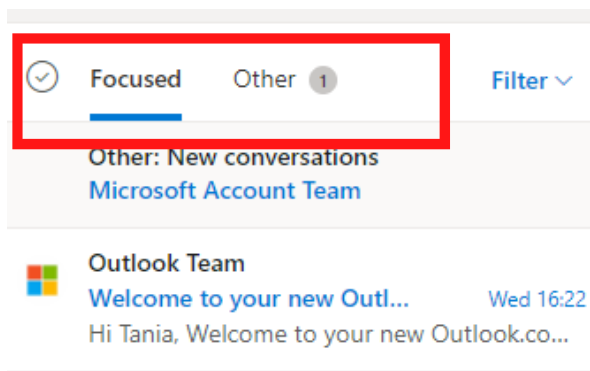 Focused Other 1 Filter
Other: New conversations
Microsoft Account Team
Outlook Team
Welcome to your new Outl... Wed 16:22
Hi Tania, Welcome to your new Outlook.co...